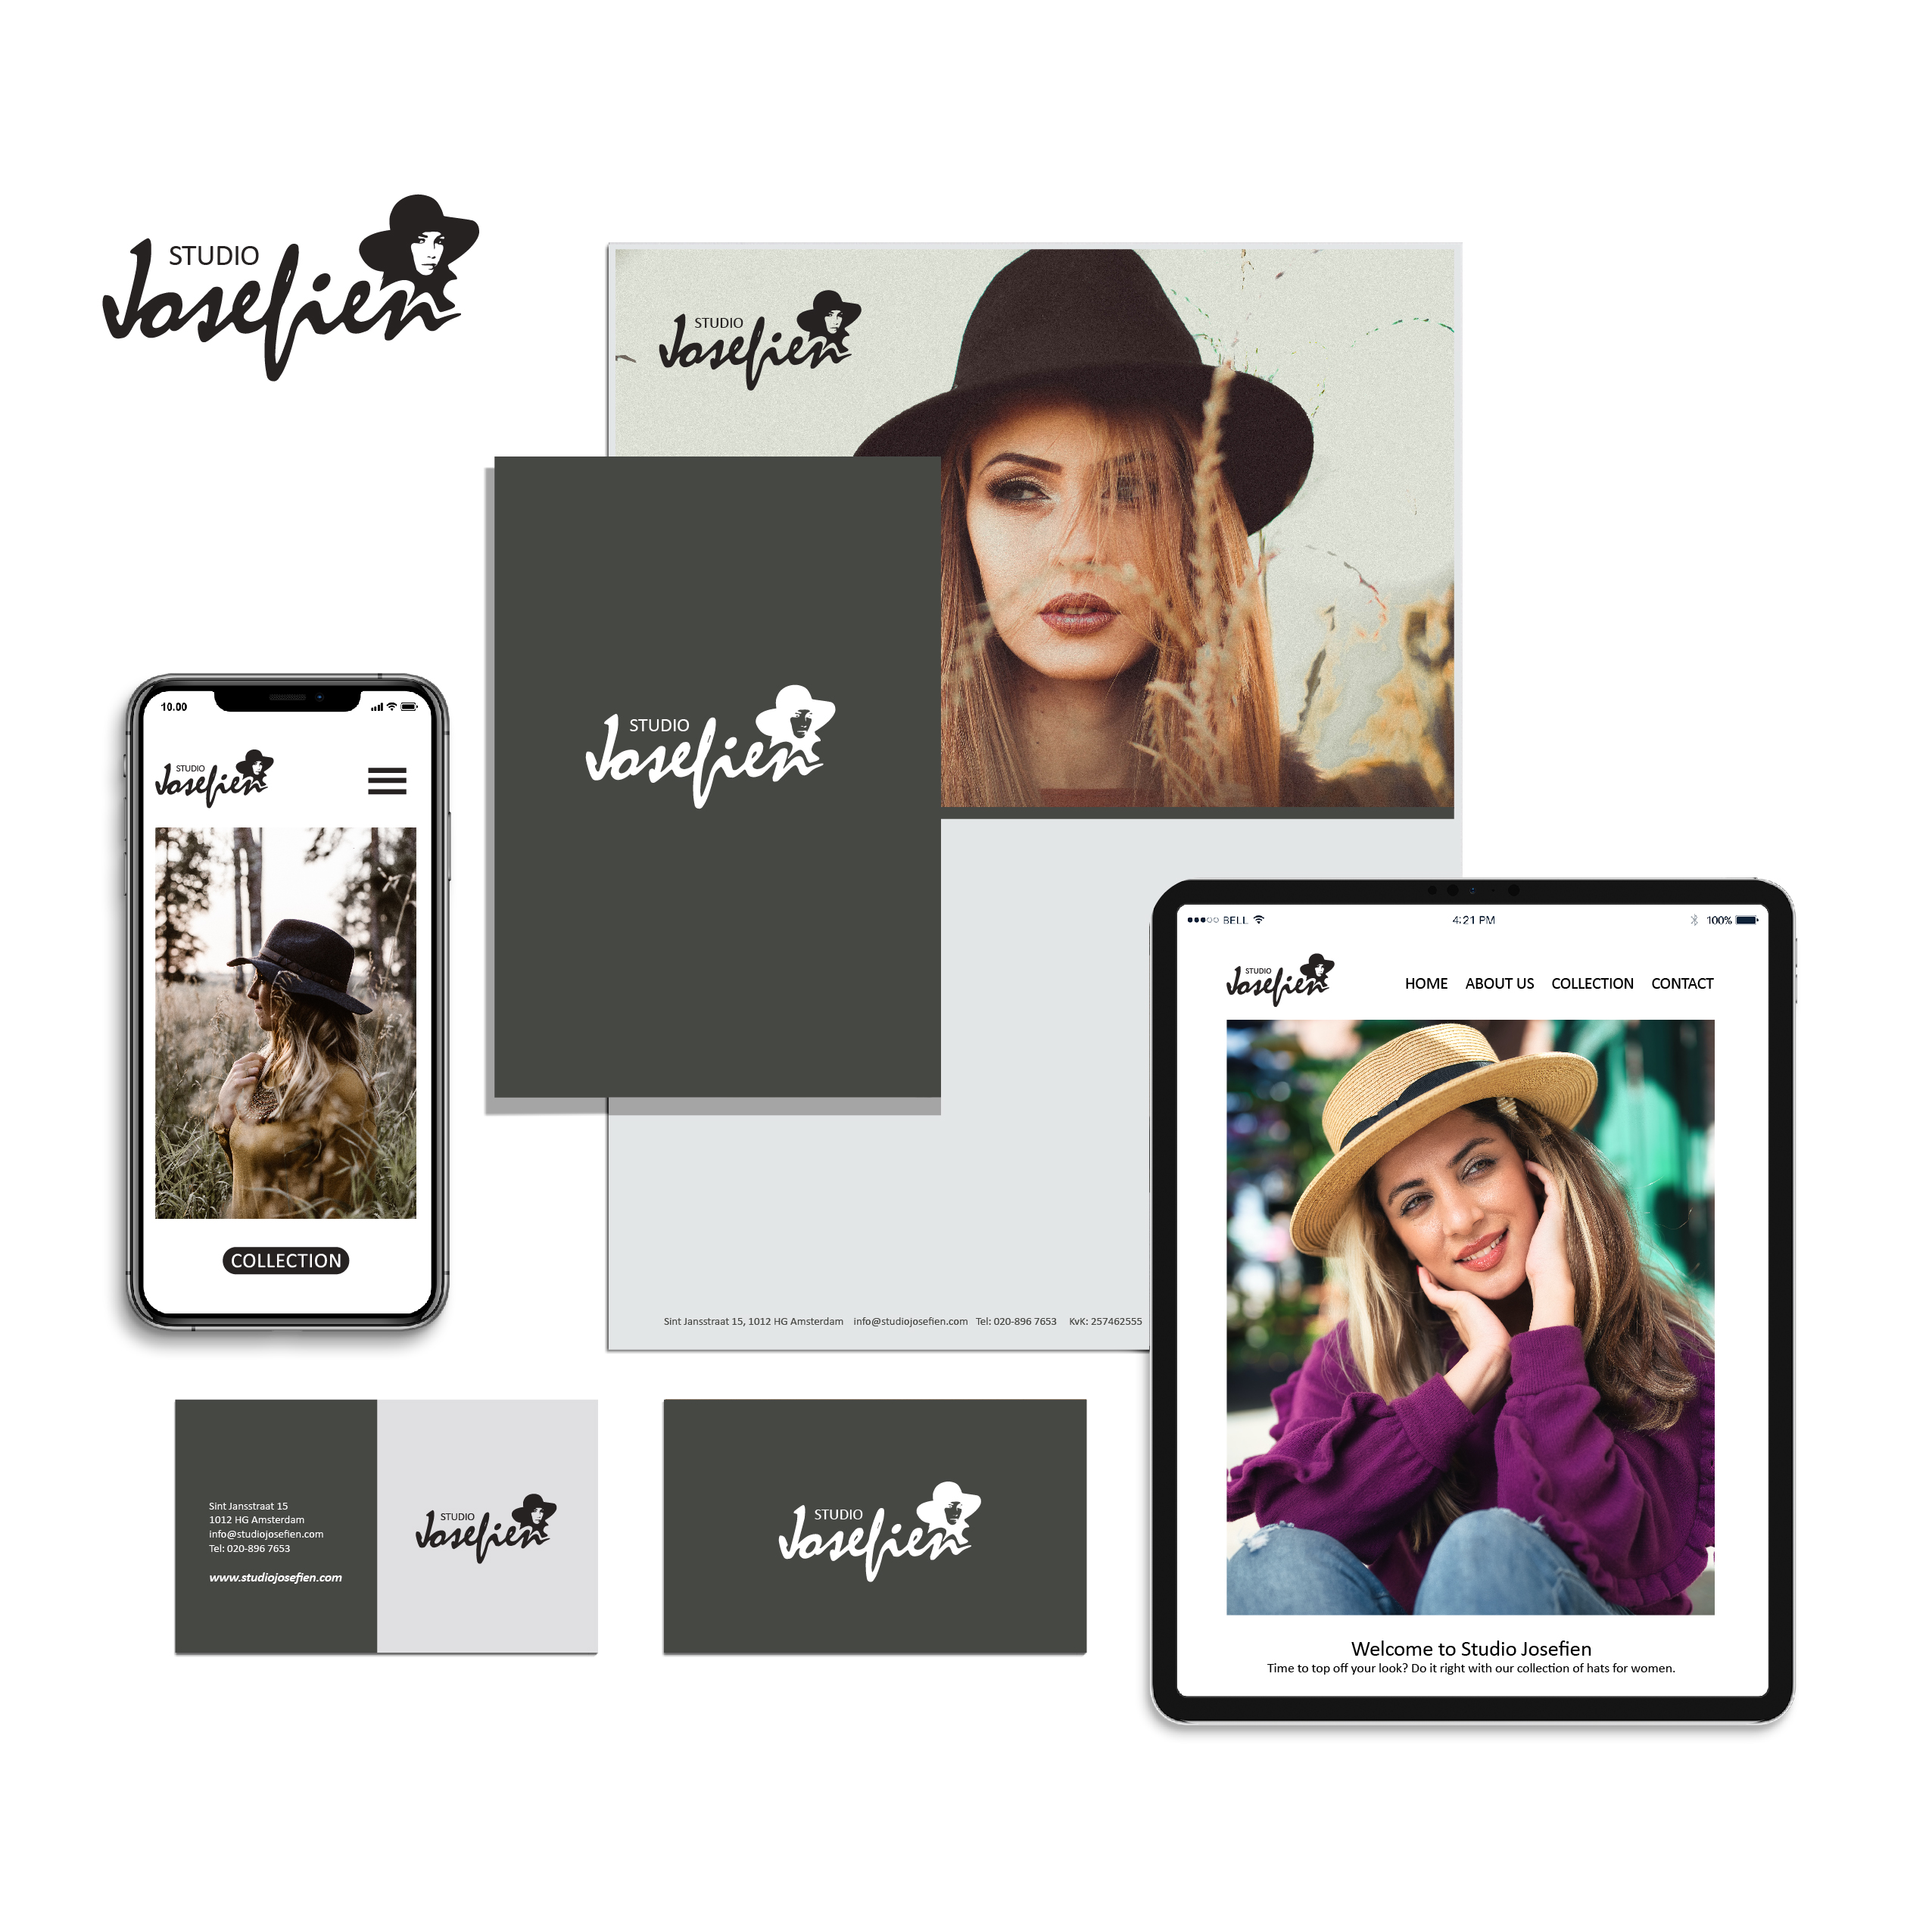 STUDIO
Josefien
STUDIO
Josefien
STUDIO
Josefien
10.00
STUDIO
Josefien
COLLECTION
BELL
4:21 PM
100%
STUDIO
Josefien
HOME ABOUT US COLLECTION CONTACT
Welcome to Studio Josefien
Time to top off your look? Do it right with our collection of hats for women.
Sint Jansstraat 15, 1012 HG Amsterdam info@studiojosefien.com Tel: 020-896 7653 KvK: 257462555
Sint Jansstraat 15
1012 HG Amsterdam
info@studiojosefien.com
Tel: 020-896 7653
www.studiojosefien.com
STUDIO
Josefien
STUDIO
Josefien